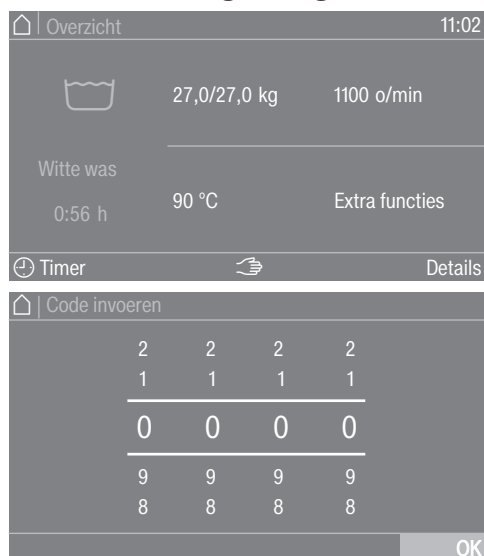 Overzicht 11:02
27,0/27,0 kg 1100 o/min
Witte was
90 °C Extra functies
0:56 h
Timer Details
Code invoeren
2 2 2 2
1 1 1 1
0 0 0 0
9 9 9 9
8 8 8 8
OK